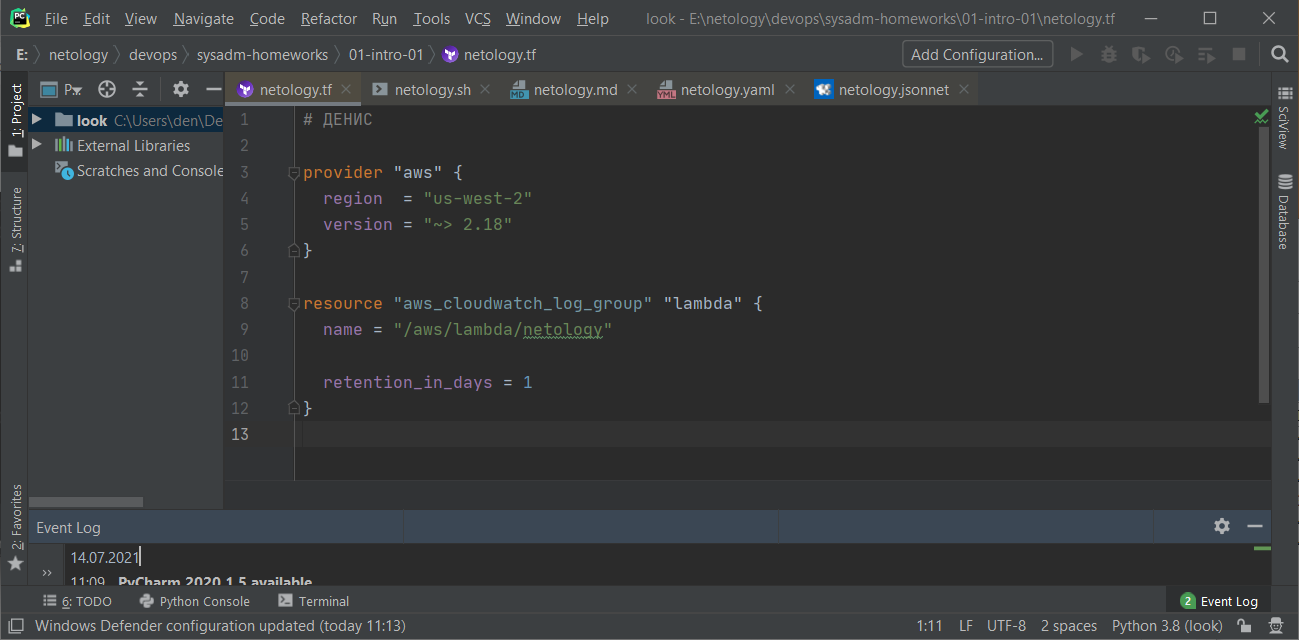 PC File Edit View Navigate Code Refactor Run Tools VCS Window Help look - E:\netology\devops\sysadm-homeworks\01-intro-01\netology.tf
E: netology devops sysadm-homeworks 01-intro-01 netology.tf Add Configuration...
1: Project
P netology.tf netology.sh MD netology.md YML netology.yaml netology.jsonnet
look C:\Users\den\De
External Libraries
Scratches and Console
7: Structure
2: Favorites
1 # ДЕНИС
2
3 provider "aws" {
4 region = "us-west-2"
5 version = "~> 2.18"
6 }
7
8 resource "aws_cloudwatch_log_group" "lambda" {
9 name = "/aws/lambda/netology"
10
11 retention_in_days = 1
12 }
13
SciView
Database
Event Log
14.07.2021
11:09 PyCharm 2020.1.5 available
6: TODO Python Console Terminal 2 Event Log
Windows Defender configuration updated (today 11:13) 1:11 LF UTF-8 2 spaces Python 3.8 (look)